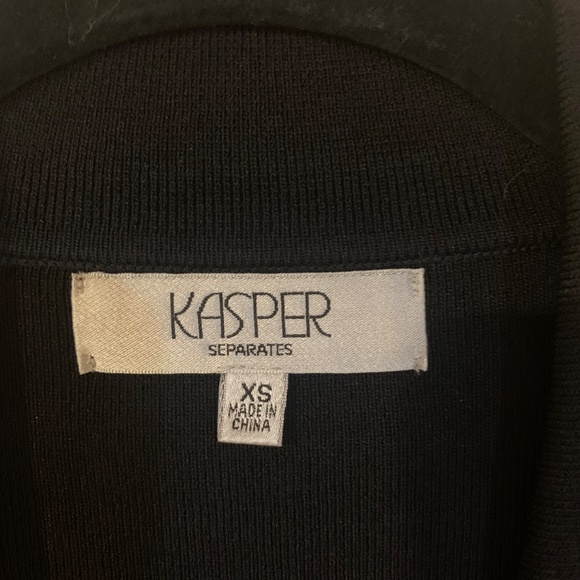 KASPER
SEPARATES
XS
MADE IN
CHINA